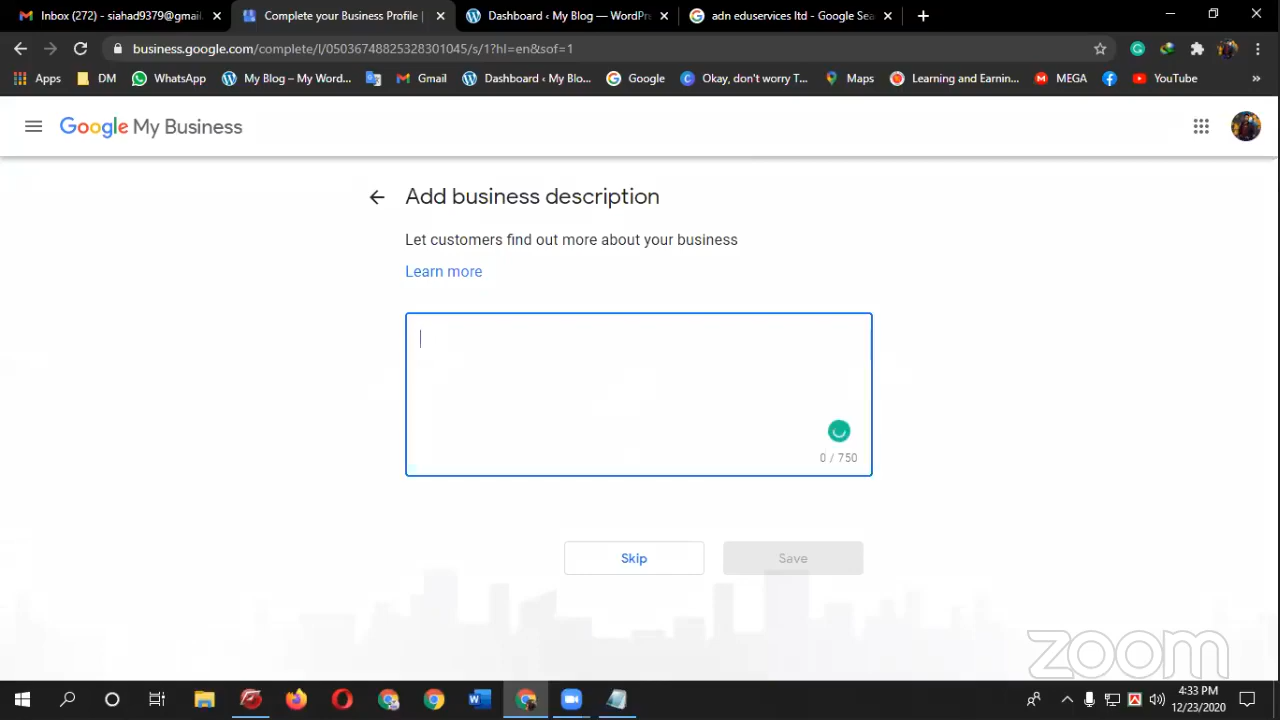 Inbox (272) - siahad9379@gmail.
Complete your Business Profile |
Dashboard ‹ My Blog — WordPre
adn eduservices ltd - Google Sea
business.google.com/complete/l/05036748825328301045/s/1?hl=en&sof=1
Apps
DM
WhatsApp
My Blog – My Word...
Gmail
Dashboard ‹ My Blo...
Google
Okay, don't worry T...
Maps
Learning and Earnin...
MEGA
YouTube
»
Google My Business
Add business description
Let customers find out more about your business
Learn more
0 / 750
Skip
Save
zoom
4:33 PM
12/23/2020